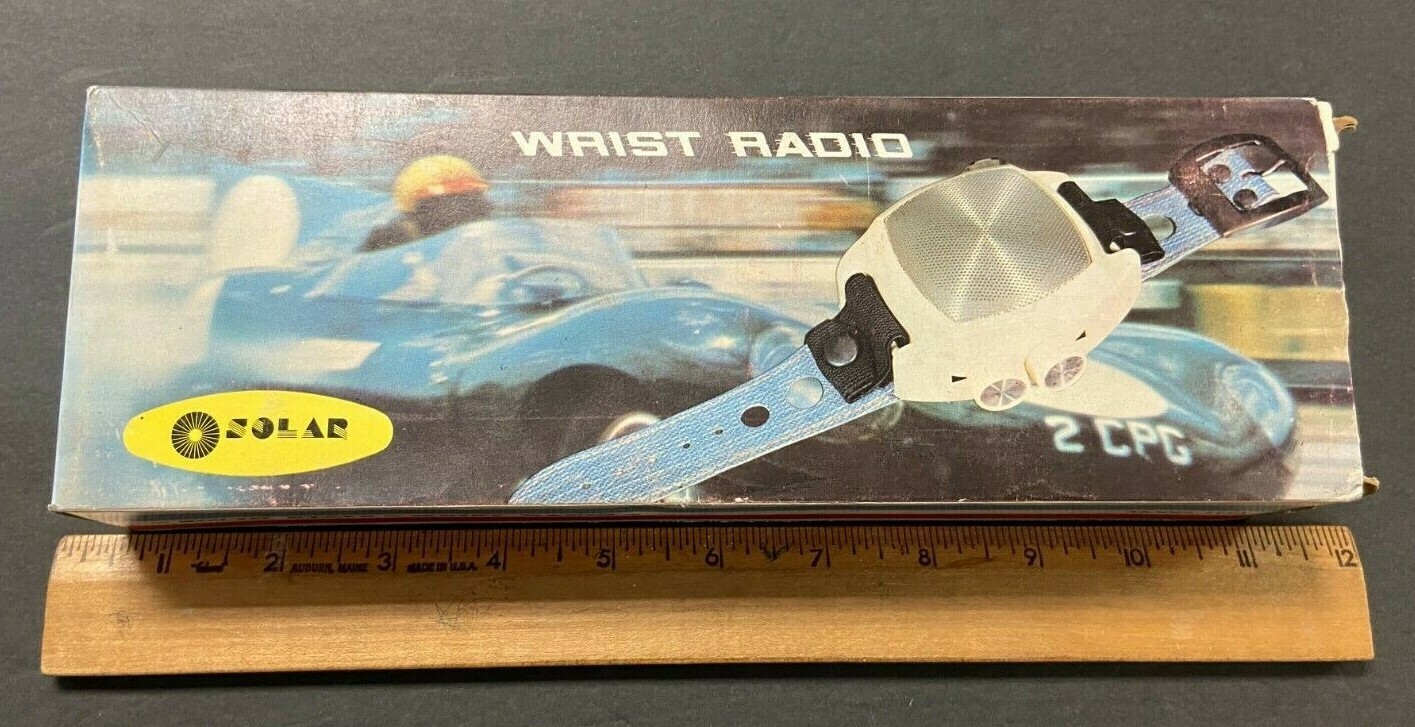 WRIST RADIO
SOLAR
2 CPG
1 2 3 4 5 6 7 8 9 10 11 12
AUBURN, MAINE MADE IN U.S.A.